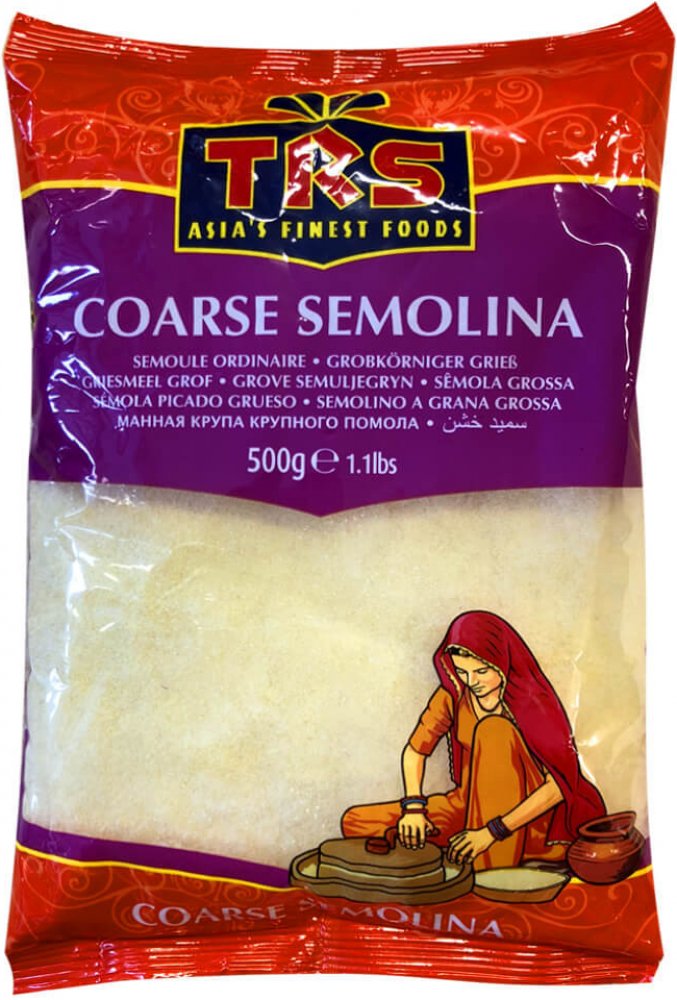 TRS
ASIA'S FINEST FOODS
COARSE SEMOLINA
SEMOULE ORDINAIRE • GROBKÖRNIGER GRIEß
GRIESMEEL GROF • GROVE SEMULJEGRYN • SÊMOLA GROSSA
SÉMOLA PICADO GRUESO • SEMOLINO A GRANA GROSSA
МАННАЯ КРУПА КРУПНОГО ПОМОЛА • سميد خشن
500g ℮ 1.1lbs
COARSE SEMOLINA